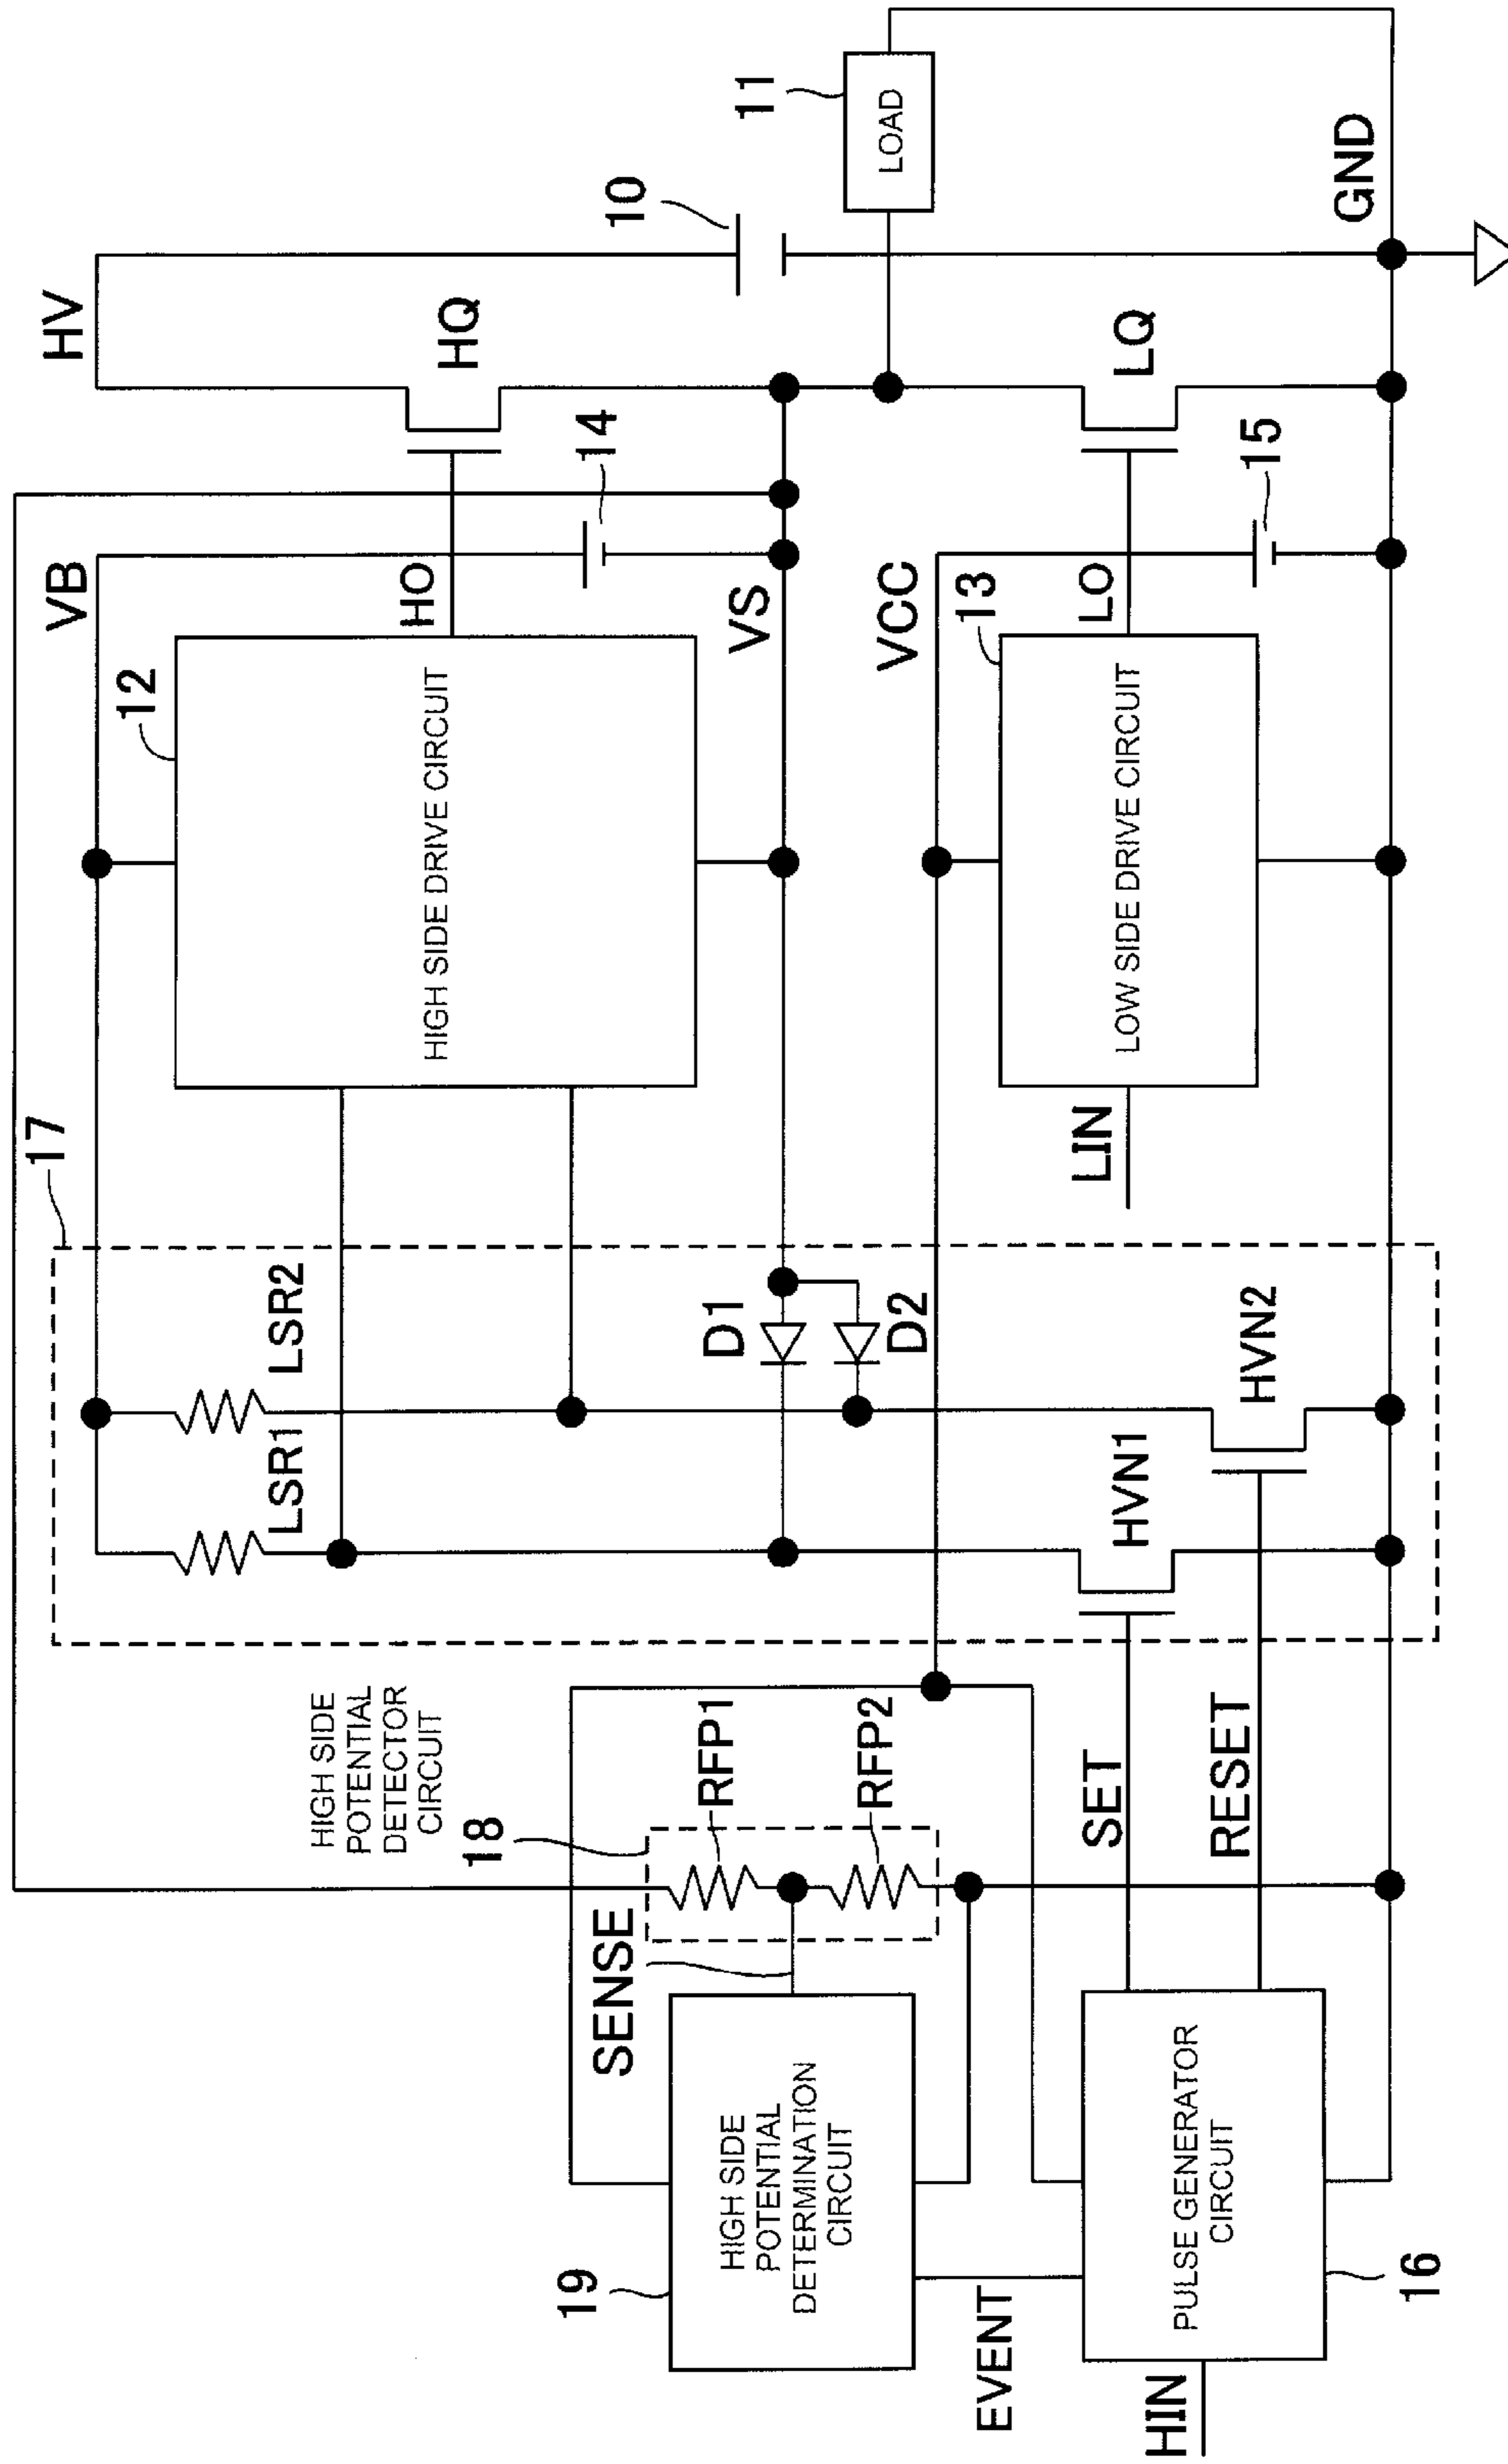 HIGH SIDE
POTENTIAL
DETECTOR
CIRCUIT
17
12
VB
HV
HO
HQ
14
10
HIGH SIDE DRIVE CIRCUIT
LSR1
LSR2
18
SENSE
RFP1
RFP2
D1
D2
VS
11
LOAD
19
HIGH SIDE
POTENTIAL
DETERMINATION
CIRCUIT
VCC
13
LO
LQ
15
GND
LOW SIDE DRIVE CIRCUIT
LIN
HVN1
HVN2
SET
RESET
EVENT
HIN
PULSE GENERATOR
CIRCUIT
16